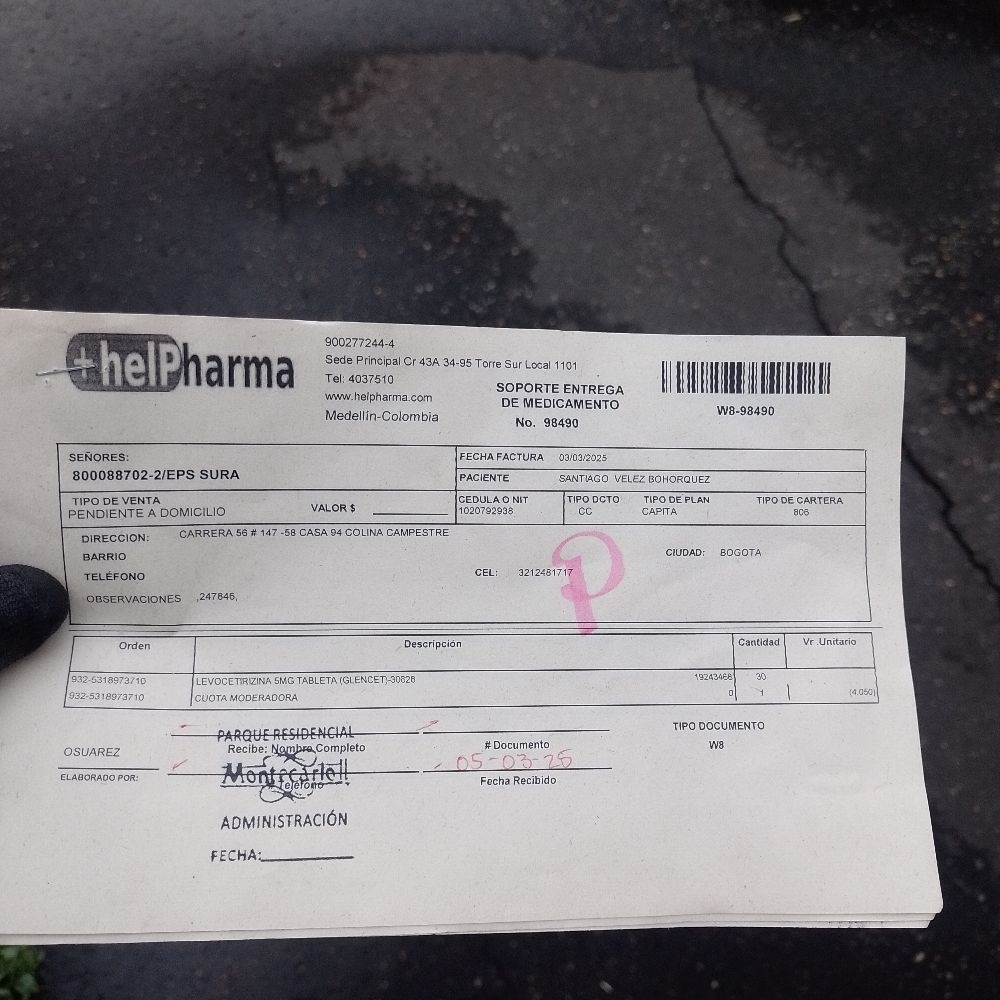 +helPharma
900277244-4
Sede Principal Cr 43A 34-95 Torre Sur Local 1101
Tel: 4037510
www.helpharma.com
Medellín-Colombia
SOPORTE ENTREGA
DE MEDICAMENTO
No. 98490
W8-98490
SEÑORES:
800088702-2/EPS SURA
FECHA FACTURA 03/03/2025
PACIENTE SANTIAGO VELEZ BOHORQUEZ
TIPO DE VENTA
PENDIENTE A DOMICILIO
VALOR $
CEDULA O NIT TIPO DCTO TIPO DE PLAN TIPO DE CARTERA
1020792938 CC CAPITA 806
DIRECCION: CARRERA 56 # 147 -58 CASA 94 COLINA CAMPESTRE
BARRIO CIUDAD: BOGOTA
TELÉFONO CEL: 3212481717
P
OBSERVACIONES ,247846,
Orden Descripción Cantidad Vr Unitario
932-5318973710 LEVOCETIRIZINA 5MG TABLETA (GLENCET)-30828 19243468 30
932-5318973710 CUOTA MODERADORA 0 1 (4.050)
PARQUE RESIDENCIAL
Recibe: Nombre Completo
# Documento
TIPO DOCUMENTO
W8
OSUAREZ
ELABORADO POR:
Montecarlo II
Teléfono
05-03-25
Fecha Recibido
ADMINISTRACIÓN
FECHA: